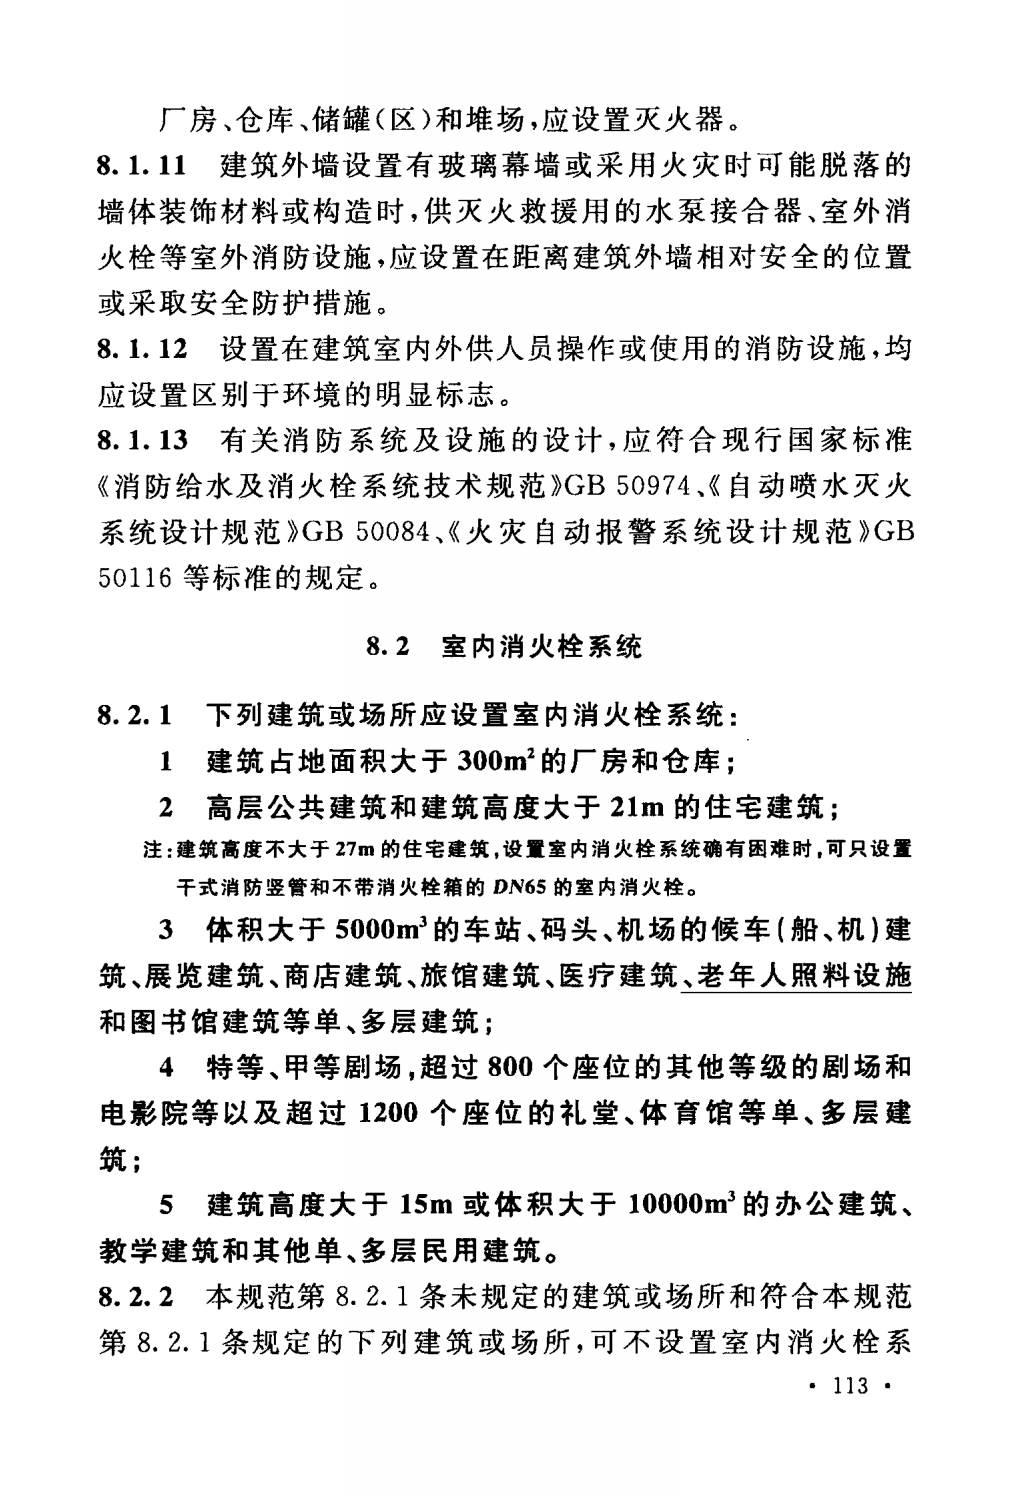 厂房、仓库、储罐(区)和堆场,应设置灭火器。
8.1.11 建筑外墙设置有玻璃幕墙或采用火灾时可能脱落的
墙体装饰材料或构造时,供灭火救援用的水泵接合器、室外消
火栓等室外消防设施,应设置在距离建筑外墙相对安全的位置
或采取安全防护措施。
8.1.12 设置在建筑室内外供人员操作或使用的消防设施,均
应设置区别于环境的明显标志。
8.1.13 有关消防系统及设施的设计,应符合现行国家标准
《消防给水及消火栓系统技术规范》GB 50974、《自动喷水灭火
系统设计规范》GB 50084、《火灾自动报警系统设计规范》GB
50116 等标准的规定。
8.2 室内消火栓系统
8.2.1 下列建筑或场所应设置室内消火栓系统:
1 建筑占地面积大于 300m²的厂房和仓库;
2 高层公共建筑和建筑高度大于 21m 的住宅建筑;
注:建筑高度不大于 27m 的住宅建筑,设置室内消火栓系统确有困难时,可只设置
干式消防竖管和不带消火栓箱的 DN65 的室内消火栓。
3 体积大于 5000m³的车站、码头、机场的候车(船、机)建
筑、展览建筑、商店建筑、旅馆建筑、医疗建筑、老年人照料设施
和图书馆建筑等单、多层建筑;
4 特等、甲等剧场,超过 800 个座位的其他等级的剧场和
电影院等以及超过 1200 个座位的礼堂、体育馆等单、多层建
筑;
5 建筑高度大于 15m 或体积大于 10000m³的办公建筑、
教学建筑和其他单、多层民用建筑。
8.2.2 本规范第 8.2.1 条未规定的建筑或场所和符合本规范
第 8.2.1 条规定的下列建筑或场所,可不设置室内消火栓系
• 113 •